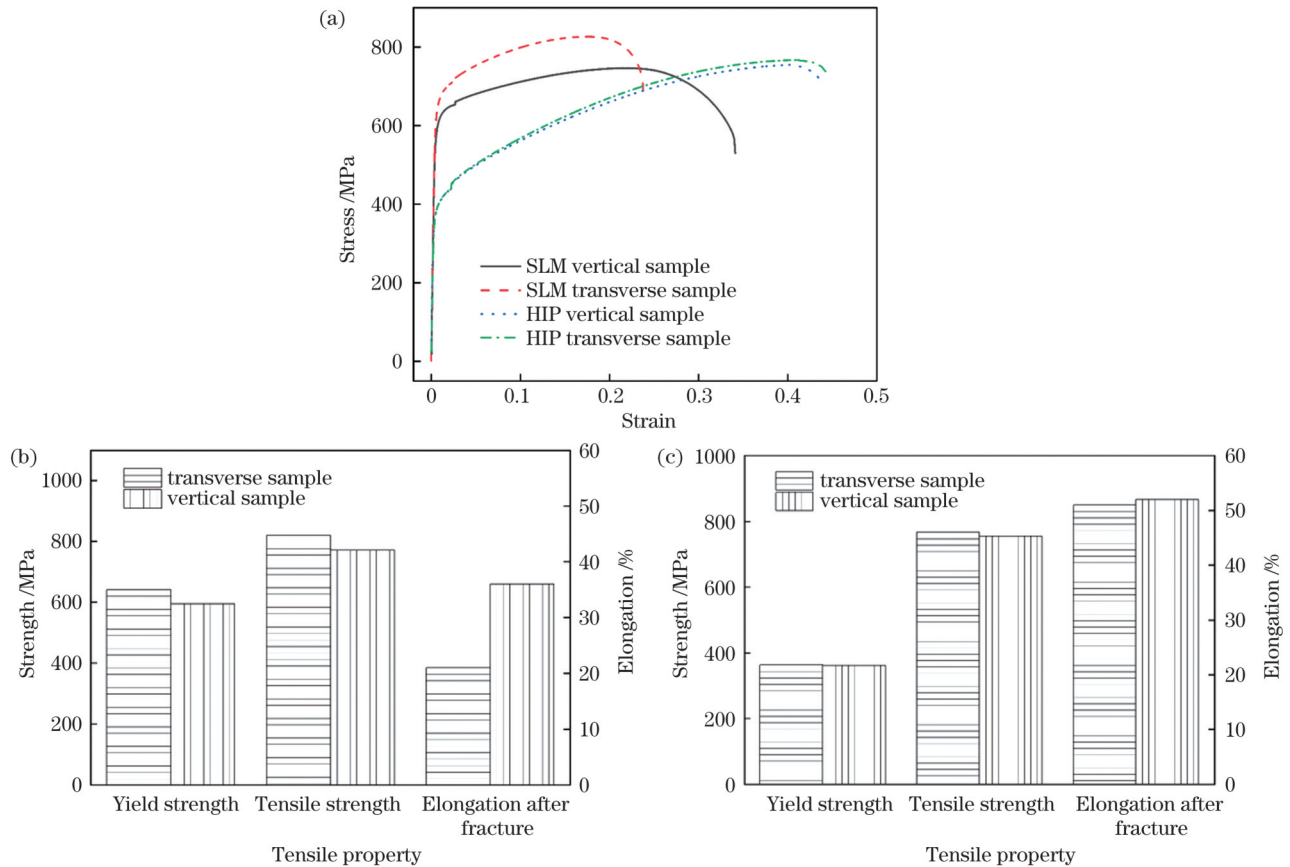 (a)
800
600
400
200
0
Stress /MPa
SLM vertical sample
SLM transverse sample
HIP vertical sample
HIP transverse sample
0 0.1 0.2 0.3 0.4 0.5
Strain
(b)
1000
800
600
400
200
0
Strength /MPa
transverse sample
vertical sample
60
50
40
30
20
10
0
Elongation /%
Yield strength Tensile strength Elongation after
fracture
Tensile property
(c)
1000
800
600
400
200
0
Strength /MPa
transverse sample
vertical sample
60
50
40
30
20
10
0
Elongation /%
Yield strength Tensile strength Elongation after
fracture
Tensile property